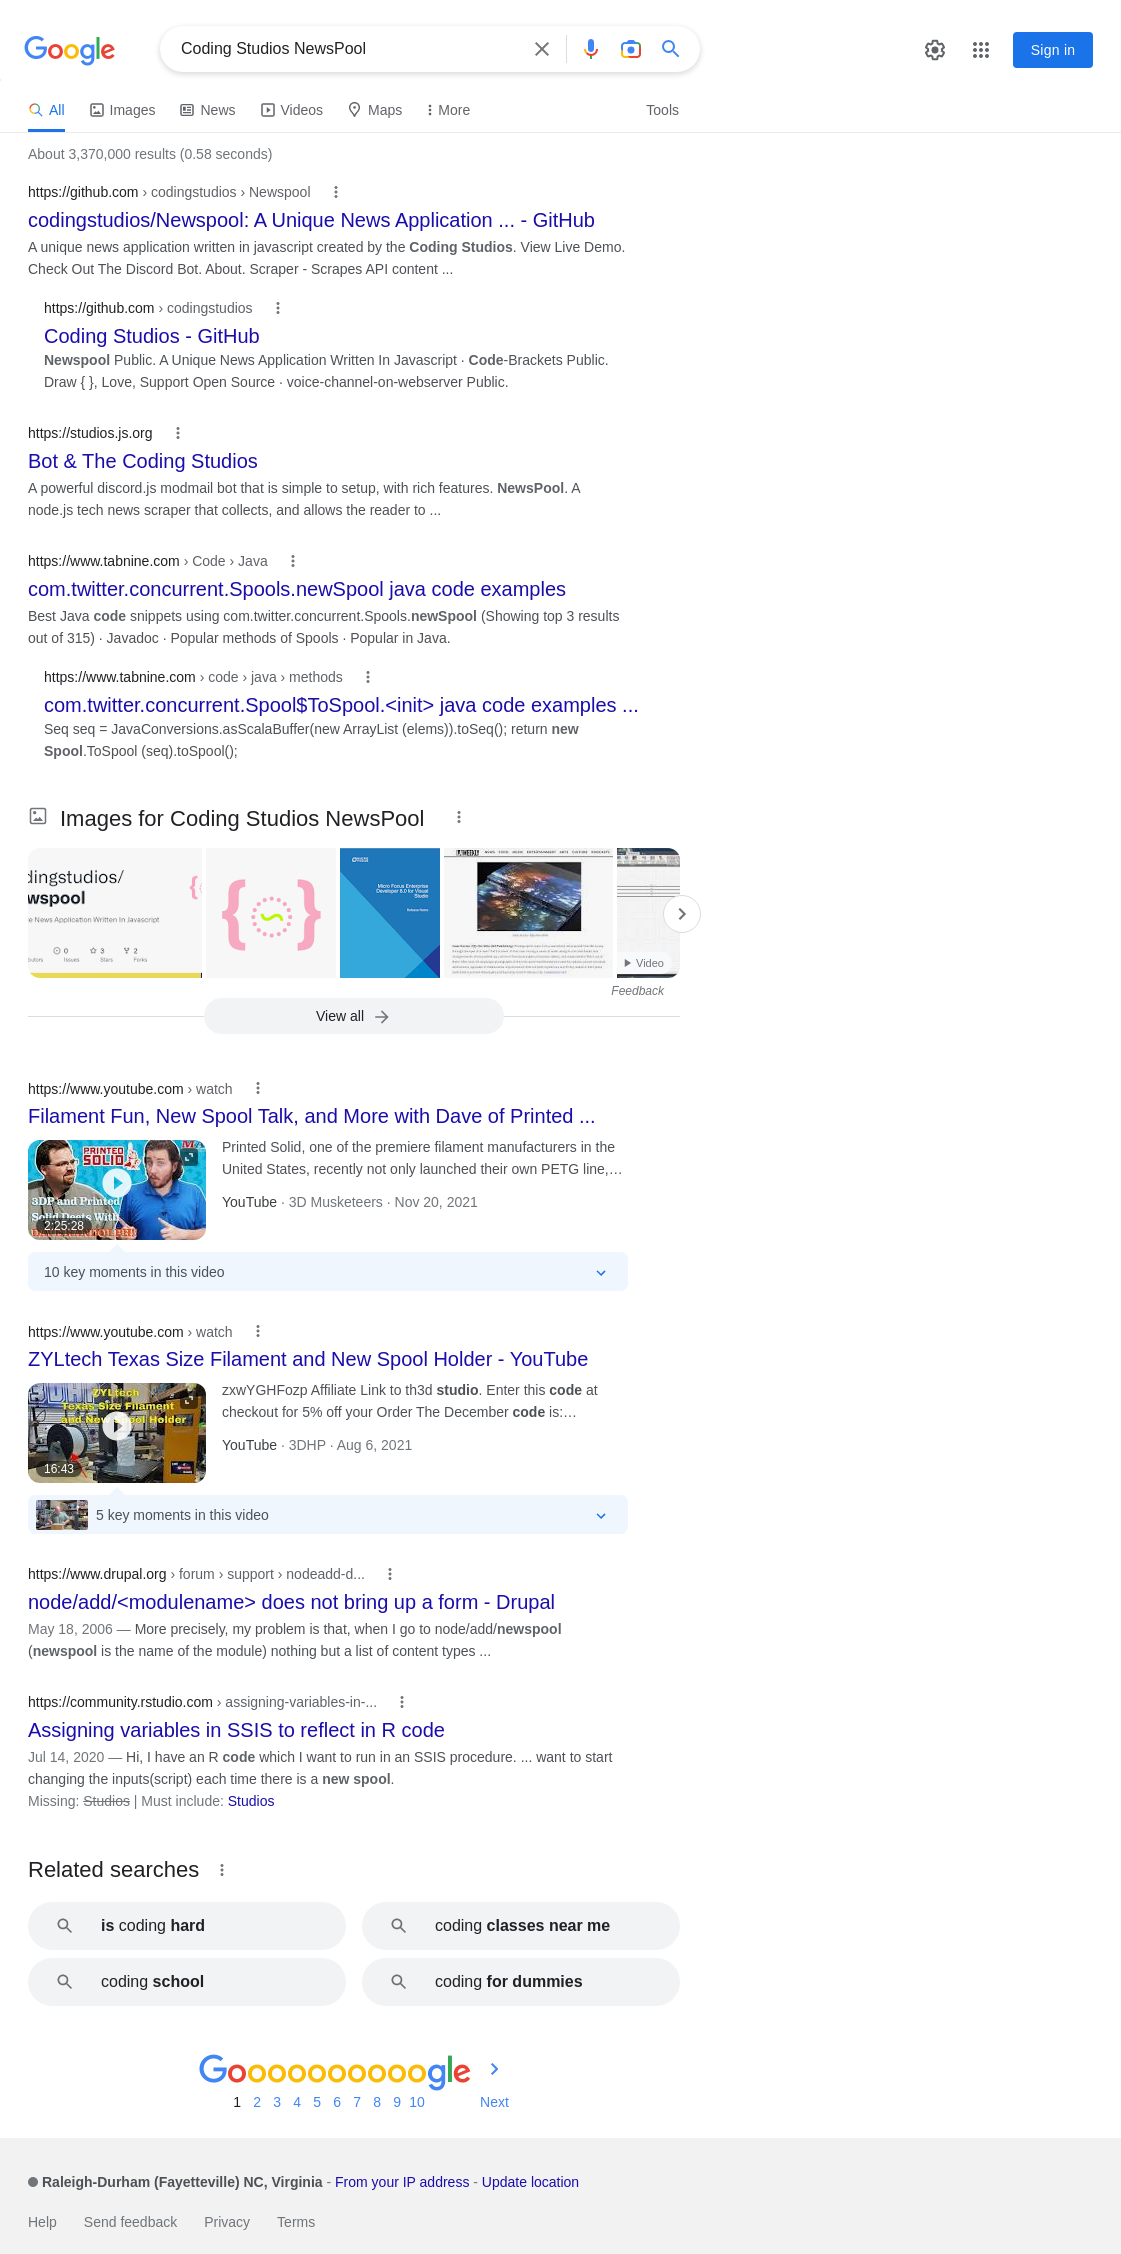 Google
Coding Studios NewsPool
Sign in
All
Images
News
Videos
Maps
More
Tools
About 3,370,000 results (0.58 seconds)
https://github.com › codingstudios › Newspool
codingstudios/Newspool: A Unique News Application ... - GitHub
A unique news application written in javascript created by the Coding Studios. View Live Demo.
Check Out The Discord Bot. About. Scraper - Scrapes API content ...
https://github.com › codingstudios
Coding Studios - GitHub
Newspool Public. A Unique News Application Written In Javascript · Code-Brackets Public.
Draw { }, Love, Support Open Source · voice-channel-on-webserver Public.
https://studios.js.org
Bot & The Coding Studios
A powerful discord.js modmail bot that is simple to setup, with rich features. NewsPool. A
node.js tech news scraper that collects, and allows the reader to ...
https://www.tabnine.com › Code › Java
com.twitter.concurrent.Spools.newSpool java code examples
Best Java code snippets using com.twitter.concurrent.Spools.newSpool (Showing top 3 results
out of 315) · Javadoc · Popular methods of Spools · Popular in Java.
https://www.tabnine.com › code › java › methods
com.twitter.concurrent.Spool$ToSpool.<init> java code examples ...
Seq seq = JavaConversions.asScalaBuffer(new ArrayList (elems)).toSeq(); return new
Spool.ToSpool (seq).toSpool();
Images for Coding Studios NewsPool
dingstudios/
wspool
e News Application Written In Javascript
0
3
2
Issues
Stars
Forks
{ }
Micro Focus Enterprise
Developer 6.0 for Visual
Studio
Video
Feedback
View all
https://www.youtube.com › watch
Filament Fun, New Spool Talk, and More with Dave of Printed ...
PRINTED
SOLID
3DP and Printed
Solid Deets With
2:25:28
Printed Solid, one of the premiere filament manufacturers in the
United States, recently not only launched their own PETG line,...
YouTube · 3D Musketeers · Nov 20, 2021
10 key moments in this video
https://www.youtube.com › watch
ZYLtech Texas Size Filament and New Spool Holder - YouTube
ZYLtech
Texas Size Filament
and New Spool Holder
16:43
zxwYGHFozp Affiliate Link to th3d studio. Enter this code at
checkout for 5% off your Order The December code is:...
YouTube · 3DHP · Aug 6, 2021
5 key moments in this video
https://www.drupal.org › forum › support › nodeadd-d...
node/add/<modulename> does not bring up a form - Drupal
May 18, 2006 — More precisely, my problem is that, when I go to node/add/newspool
(newspool is the name of the module) nothing but a list of content types ...
https://community.rstudio.com › assigning-variables-in-...
Assigning variables in SSIS to reflect in R code
Jul 14, 2020 — Hi, I have an R code which I want to run in an SSIS procedure. ... want to start
changing the inputs(script) each time there is a new spool.
Missing: Studios | Must include: Studios
Related searches
is coding hard
coding classes near me
coding school
coding for dummies
Goooooooooogle
1 2 3 4 5 6 7 8 9 10 Next
Raleigh-Durham (Fayetteville) NC, Virginia - From your IP address - Update location
Help
Send feedback
Privacy
Terms